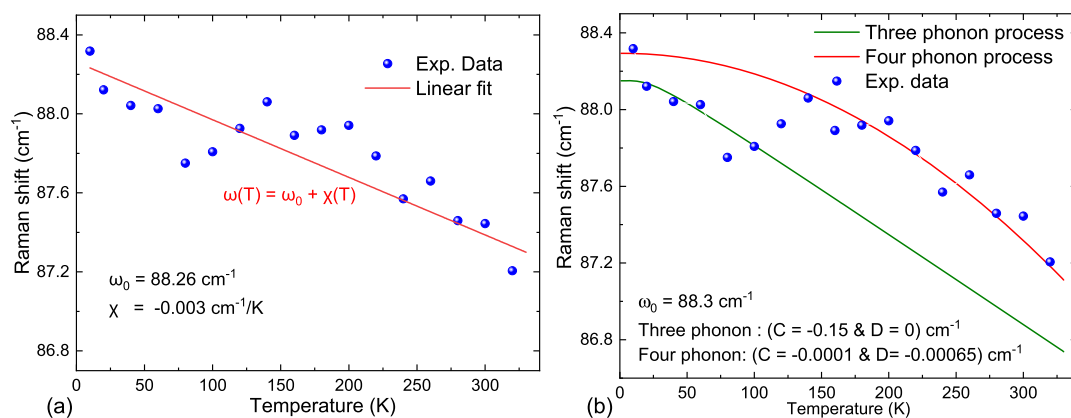 88.4
88.0
87.6
87.2
86.8
Raman shift (cm⁻¹)
Exp. Data
Linear fit
ω(T) = ω₀ + χ(T)
ω₀ = 88.26 cm⁻¹
χ = -0.003 cm⁻¹/K
0 50 100 150 200 250 300
(a) Temperature (K)
88.4
88.0
87.6
87.2
86.8
Raman shift (cm⁻¹)
Three phonon process
Four phonon process
Exp. data
ω₀ = 88.3 cm⁻¹
Three phonon : (C = -0.15 & D = 0) cm⁻¹
Four phonon: (C = -0.0001 & D= -0.00065) cm⁻¹
0 50 100 150 200 250 300
(b) Temperature (K)